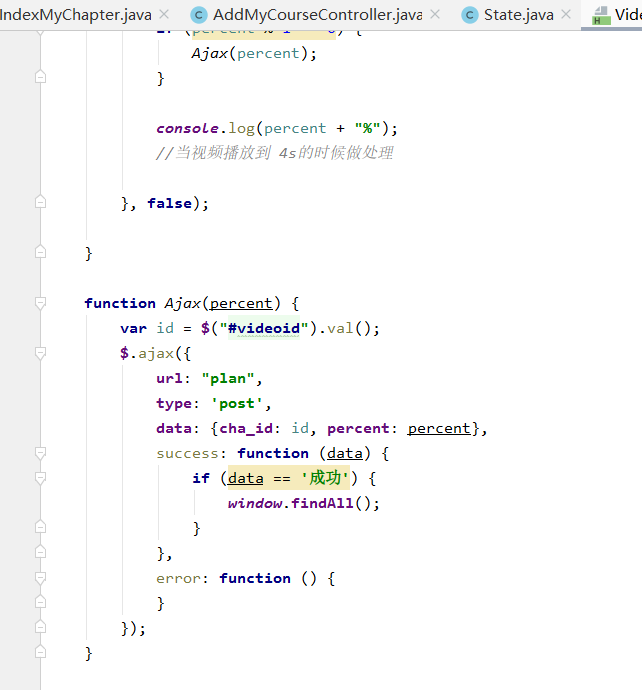 IndexMyChapter.java × AddMyCourseController.java × State.java × Vide
Ajax(percent);
}
console.log(percent + "%");
//当视频播放到 4s的时候做处理
}, false);
}
function Ajax(percent) {
var id = $("#videoid").val();
$.ajax({
url: "plan",
type: 'post',
data: {cha_id: id, percent: percent},
success: function (data) {
if (data == '成功') {
window.findAll();
}
},
error: function () {
}
});
}